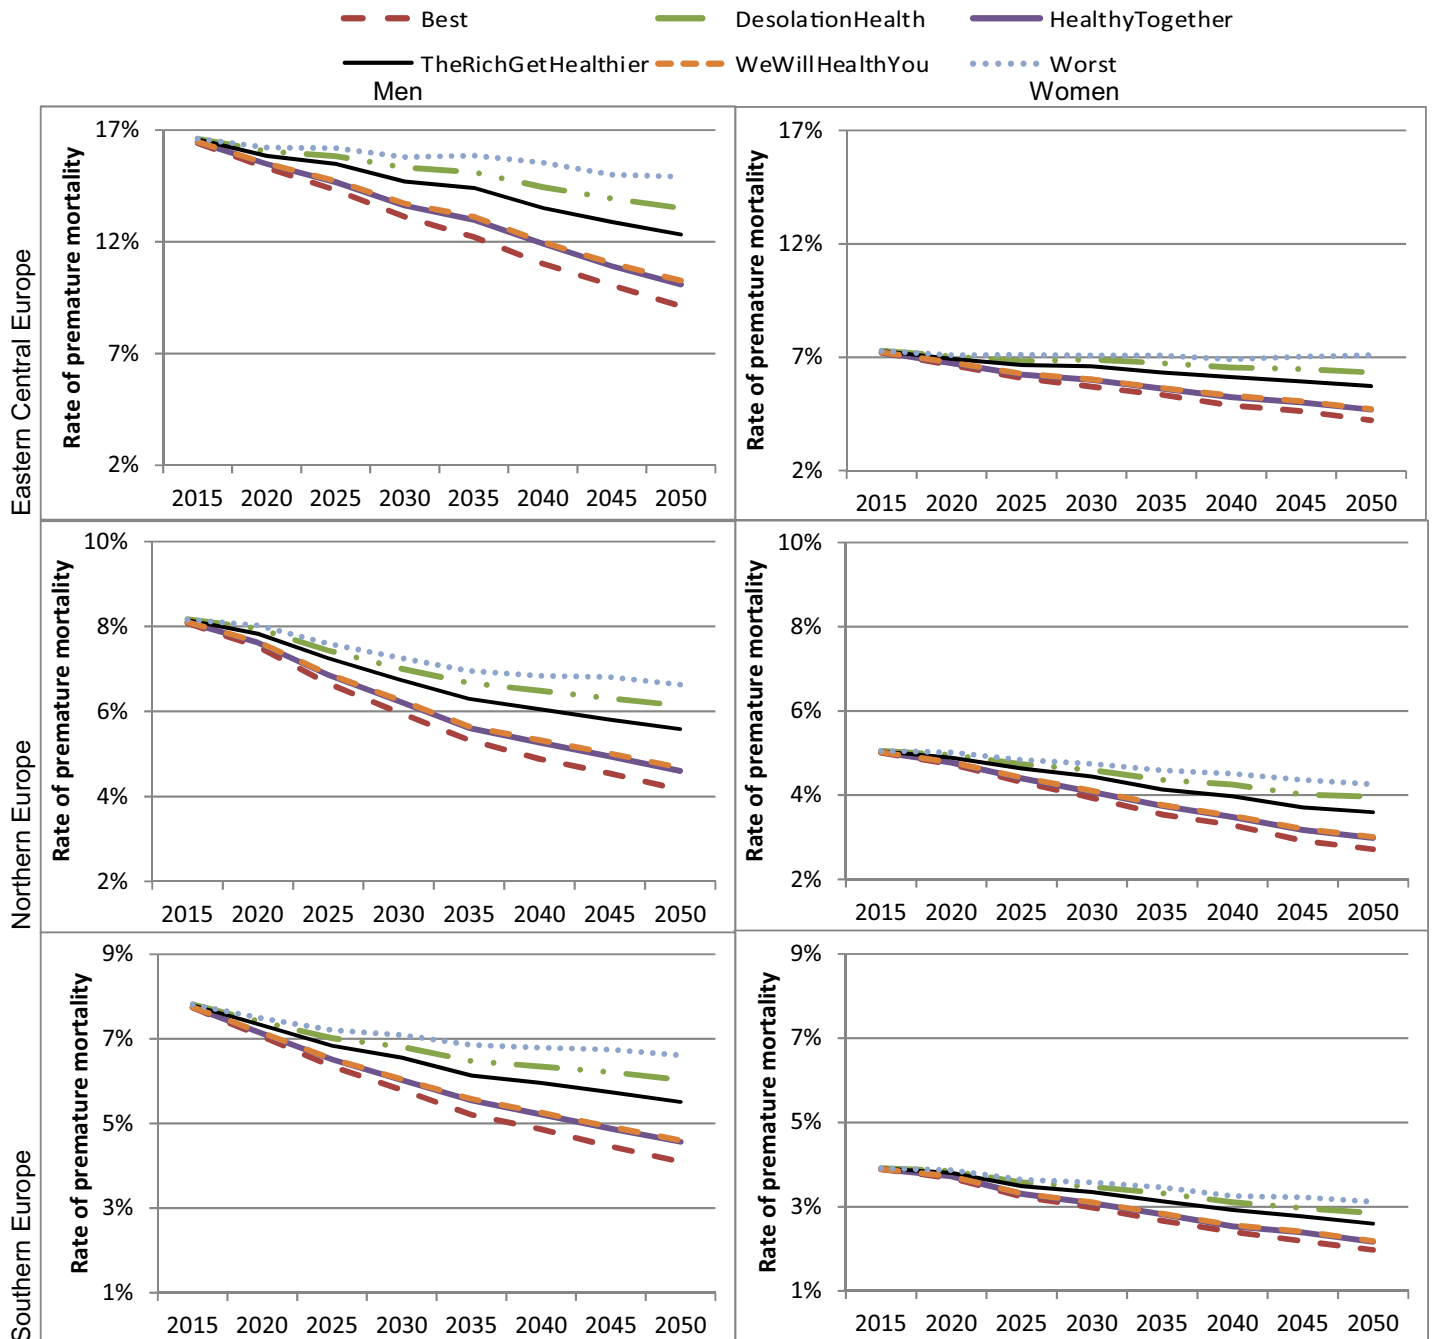 Best DesolationHealth HealthyTogether
TheRichGetHealthier WeWillHealthYou Worst
Men Women
Eastern Central Europe
Rate of premature mortality
17%
12%
7%
2%
2015 2020 2025 2030 2035 2040 2045 2050
Rate of premature mortality
17%
12%
7%
2%
2015 2020 2025 2030 2035 2040 2045 2050
Northern Europe
Rate of premature mortality
10%
8%
6%
4%
2%
2015 2020 2025 2030 2035 2040 2045 2050
Rate of premature mortality
10%
8%
6%
4%
2%
2015 2020 2025 2030 2035 2040 2045 2050
Southern Europe
Rate of premature mortality
9%
7%
5%
3%
1%
2015 2020 2025 2030 2035 2040 2045 2050
Rate of premature mortality
9%
7%
5%
3%
1%
2015 2020 2025 2030 2035 2040 2045 2050